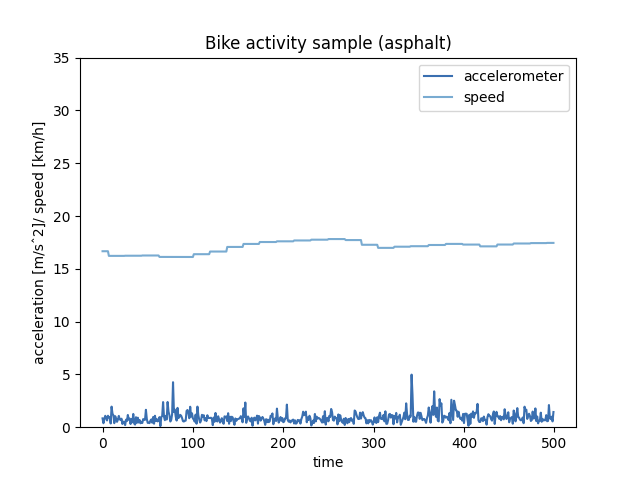 Bike activity sample (asphalt)
accelerometer
speed
35
30
25
20
15
10
5
0
acceleration [m/s^2]/ speed [km/h]
0 100 200 300 400 500
time